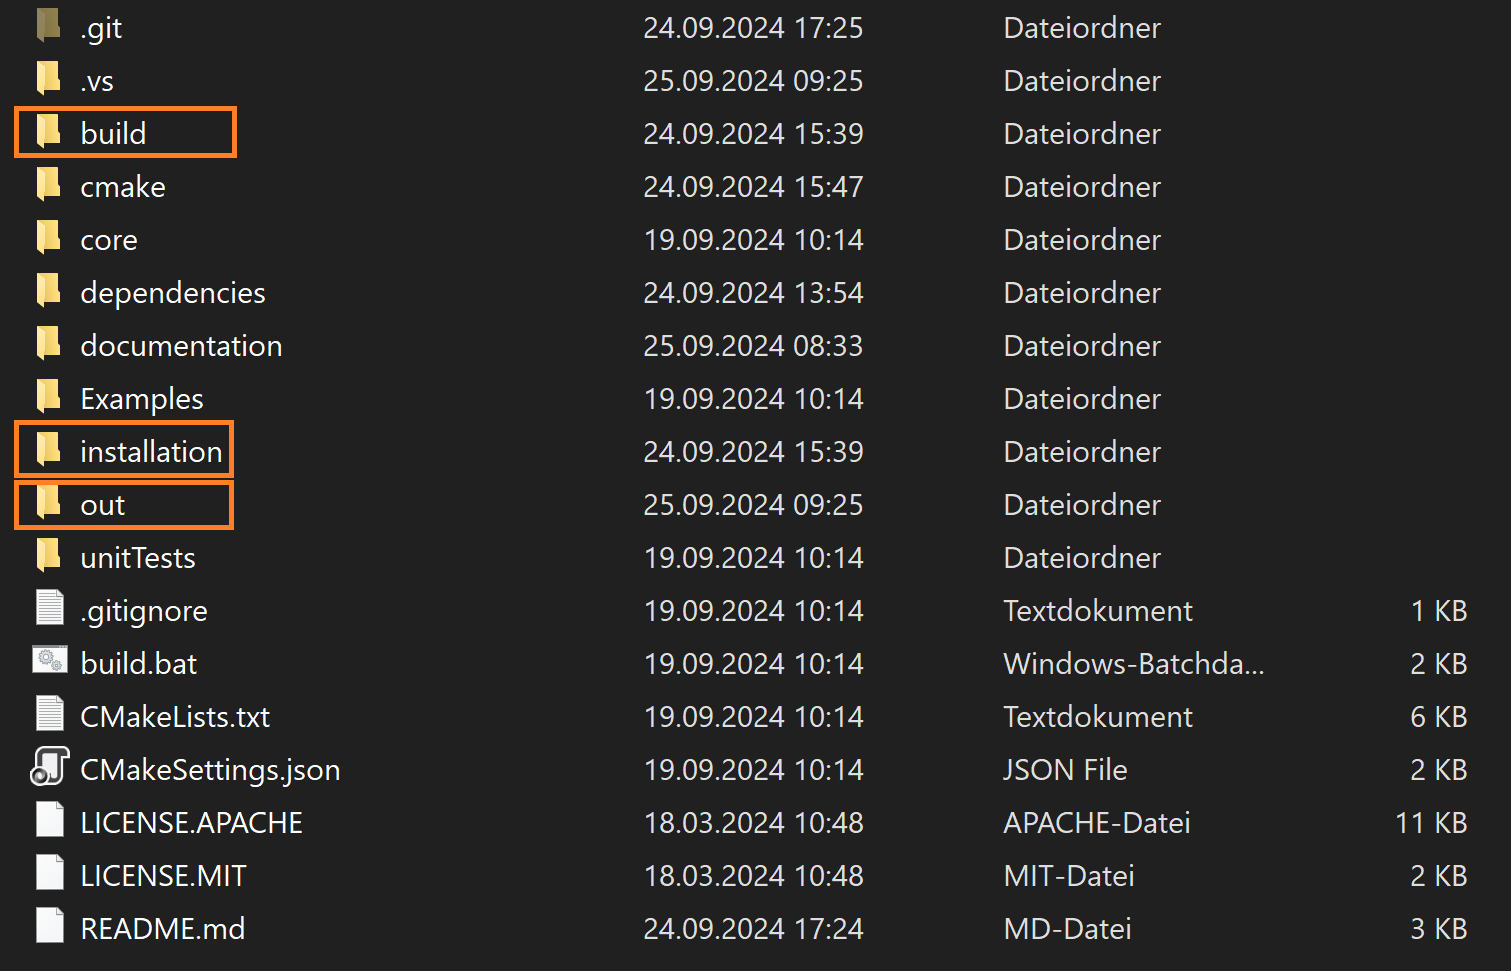 .git 24.09.2024 17:25 Dateiordner
.vs 25.09.2024 09:25 Dateiordner
build 24.09.2024 15:39 Dateiordner
cmake 24.09.2024 15:47 Dateiordner
core 19.09.2024 10:14 Dateiordner
dependencies 24.09.2024 13:54 Dateiordner
documentation 25.09.2024 08:33 Dateiordner
Examples 19.09.2024 10:14 Dateiordner
installation 24.09.2024 15:39 Dateiordner
out 25.09.2024 09:25 Dateiordner
unitTests 19.09.2024 10:14 Dateiordner
.gitignore 19.09.2024 10:14 Textdokument 1 KB
build.bat 19.09.2024 10:14 Windows-Batchda... 2 KB
CMakeLists.txt 19.09.2024 10:14 Textdokument 6 KB
CMakeSettings.json 19.09.2024 10:14 JSON File 2 KB
LICENSE.APACHE 18.03.2024 10:48 APACHE-Datei 11 KB
LICENSE.MIT 18.03.2024 10:48 MIT-Datei 2 KB
README.md 24.09.2024 17:24 MD-Datei 3 KB